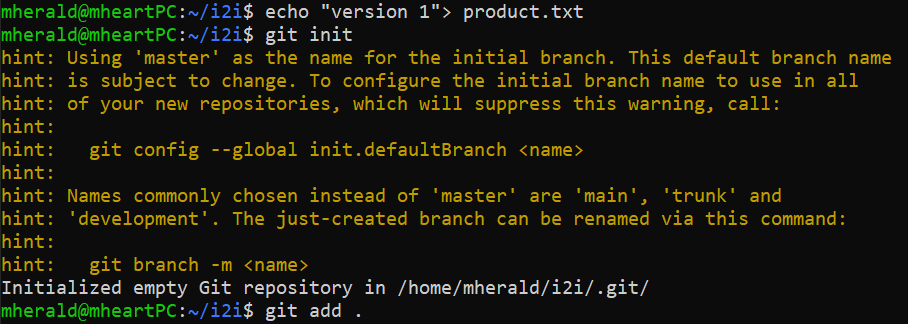 mherald@mheartPC:~/i2i$ echo "version 1"> product.txt
mherald@mheartPC:~/i2i$ git init
hint: Using 'master' as the name for the initial branch. This default branch name
hint: is subject to change. To configure the initial branch name to use in all
hint: of your new repositories, which will suppress this warning, call:
hint:
hint:   git config --global init.defaultBranch <name>
hint:
hint: Names commonly chosen instead of 'master' are 'main', 'trunk' and
hint: 'development'. The just-created branch can be renamed via this command:
hint:
hint:   git branch -m <name>
Initialized empty Git repository in /home/mherald/i2i/.git/
mherald@mheartPC:~/i2i$ git add .